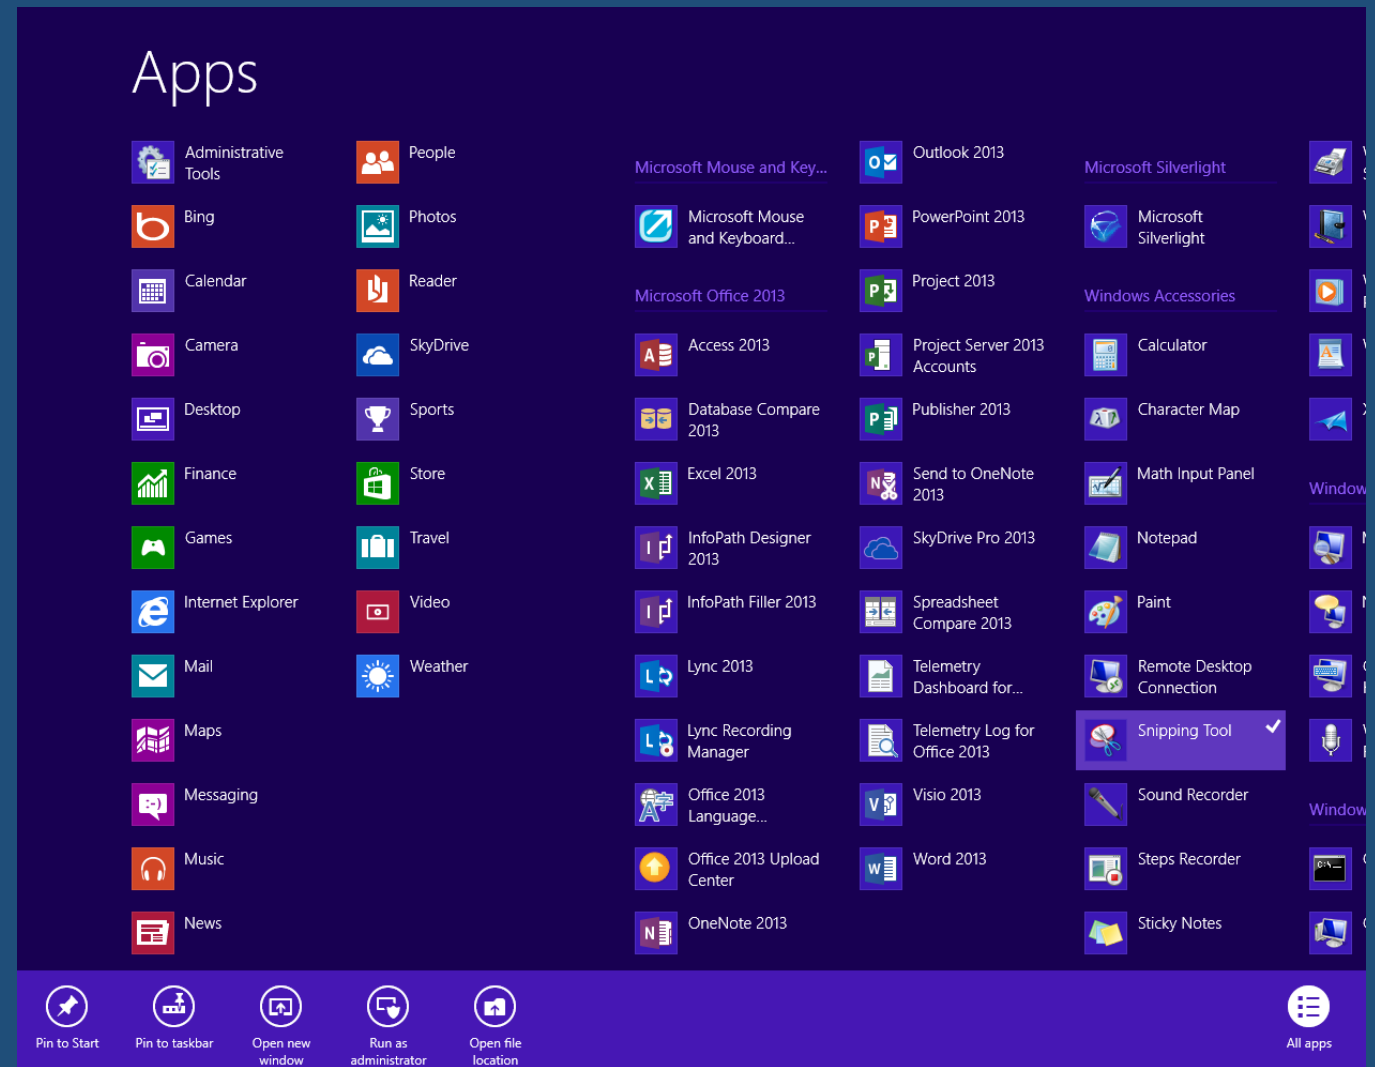 Apps
Administrative
Tools
Bing
Calendar
Camera
Desktop
Finance
Games
Internet Explorer
Mail
Maps
Messaging
Music
News
People
Photos
Reader
SkyDrive
Sports
Store
Travel
Video
Weather
Microsoft Mouse and Key...
Microsoft Mouse
and Keyboard...
Microsoft Office 2013
Access 2013
Database Compare
2013
Excel 2013
InfoPath Designer
2013
InfoPath Filler 2013
Lync 2013
Lync Recording
Manager
Office 2013
Language...
Office 2013 Upload
Center
OneNote 2013
Outlook 2013
PowerPoint 2013
Project 2013
Project Server 2013
Accounts
Publisher 2013
Send to OneNote
2013
SkyDrive Pro 2013
Spreadsheet
Compare 2013
Telemetry
Dashboard for...
Telemetry Log for
Office 2013
Visio 2013
Word 2013
Microsoft Silverlight
Microsoft
Silverlight
Windows Accessories
Calculator
Character Map
Math Input Panel
Notepad
Paint
Remote Desktop
Connection
Snipping Tool
Sound Recorder
Steps Recorder
Sticky Notes
Window
Window
Pin to Start
Pin to taskbar
Open new
window
Run as
administrator
Open file
location
All apps